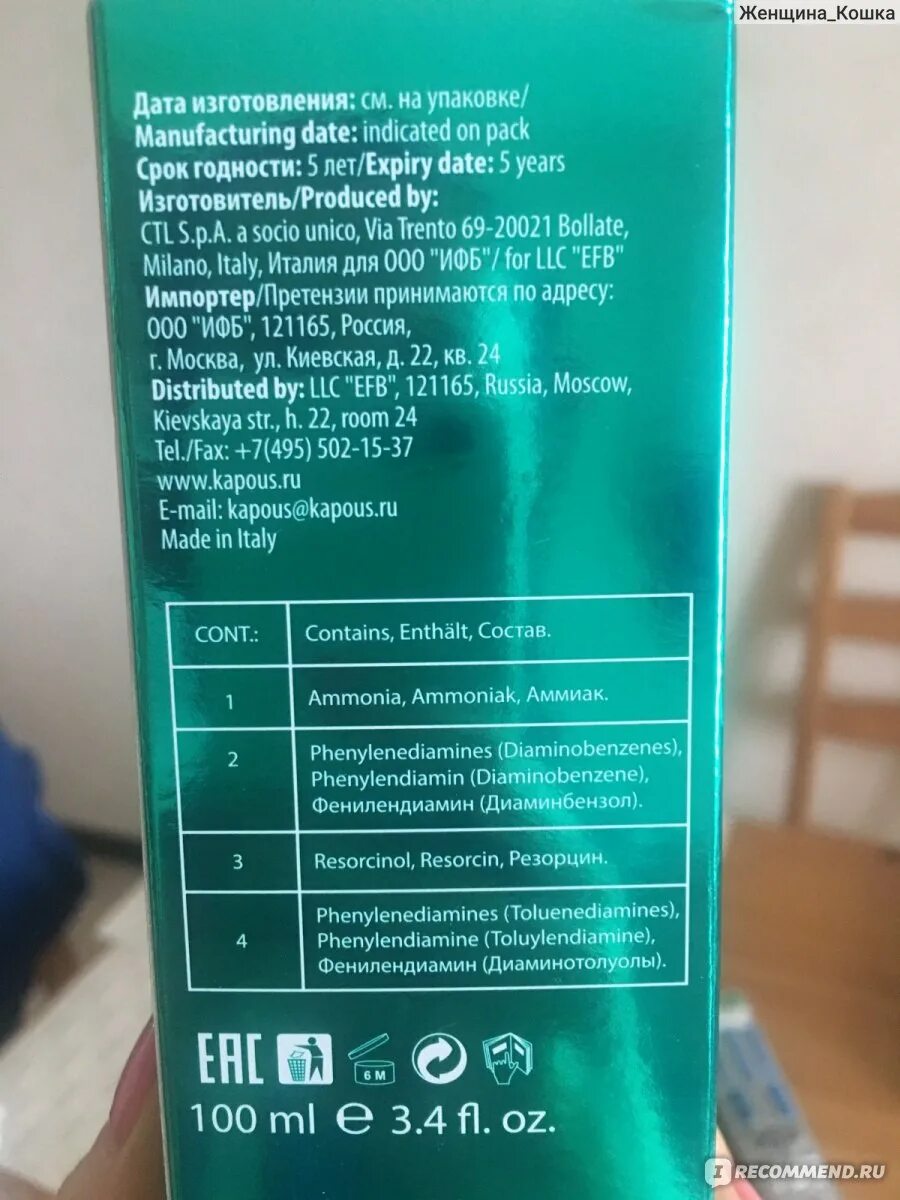 Женщина_Кошка
Дата изготовления: см. на упаковке/
Manufacturing date: indicated on pack
Срок годности: 5 лет/Expiry date: 5 years
Изготовитель/Produced by:
CTL S.p.A. a socio unico, Via Trento 69-20021 Bollate,
Milano, Italy, Италия для ООО "ИФБ"/ for LLC "EFB"
Импортер/Претензии принимаются по адресу:
ООО "ИФБ", 121165, Россия,
г. Москва, ул. Киевская, д. 22, кв. 24
Distributed by: LLC "EFB", 121165, Russia, Moscow,
Kievskaya str., h. 22, room 24
Tel./Fax: +7(495) 502-15-37
www.kapous.ru
E-mail: kapous@kapous.ru
Made in Italy
CONT.: Contains, Enthält, Состав.
1 Ammonia, Ammoniak, Аммиак.
2 Phenylenediamines (Diaminobenzenes),
Phenylendiamin (Diaminobenzene),
Фенилендиамин (Диаминбензол).
3 Resorcinol, Resorcin, Резорцин.
Phenylenediamines (Toluenediamines),
4 Phenylendiamine (Toluylendiamine),
Фенилендиамин (Диаминотолуолы).
EAC 6 M
100 ml e 3.4 fl. oz.
IRECOMMEND.RU